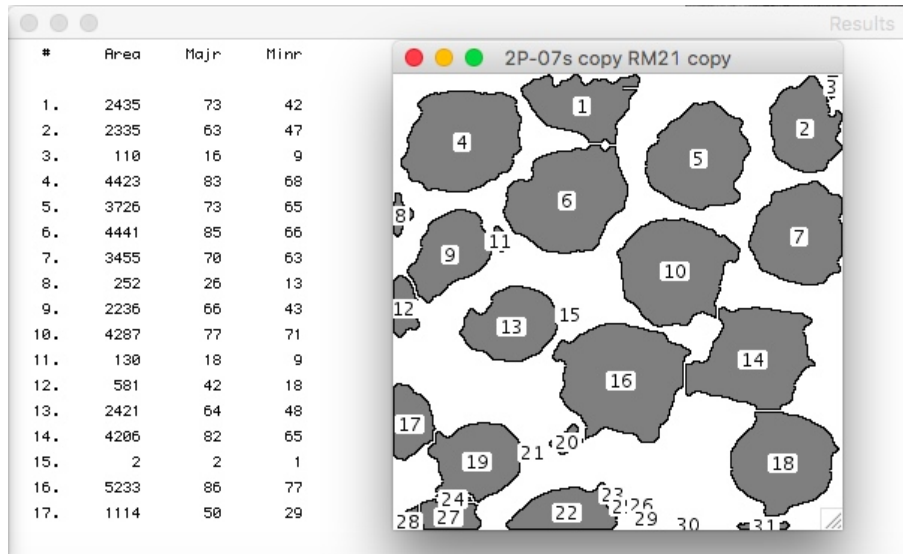 Results
# Area Majr Minr
1. 2435 73 42
2. 2335 63 47
3. 110 16 9
4. 4423 83 68
5. 3726 73 65
6. 4441 85 66
7. 3455 70 63
8. 252 26 13
9. 2236 66 43
10. 4287 77 71
11. 130 18 9
12. 581 42 18
13. 2421 64 48
14. 4206 82 65
15. 2 2 1
16. 5233 86 77
17. 1114 50 29
2P-07s copy RM21 copy
3
1
2
4
5
6
8
7
11
9
10
12
15
13
14
16
17
20
21
19
18
23
24
26
22
27
29
28
30
31